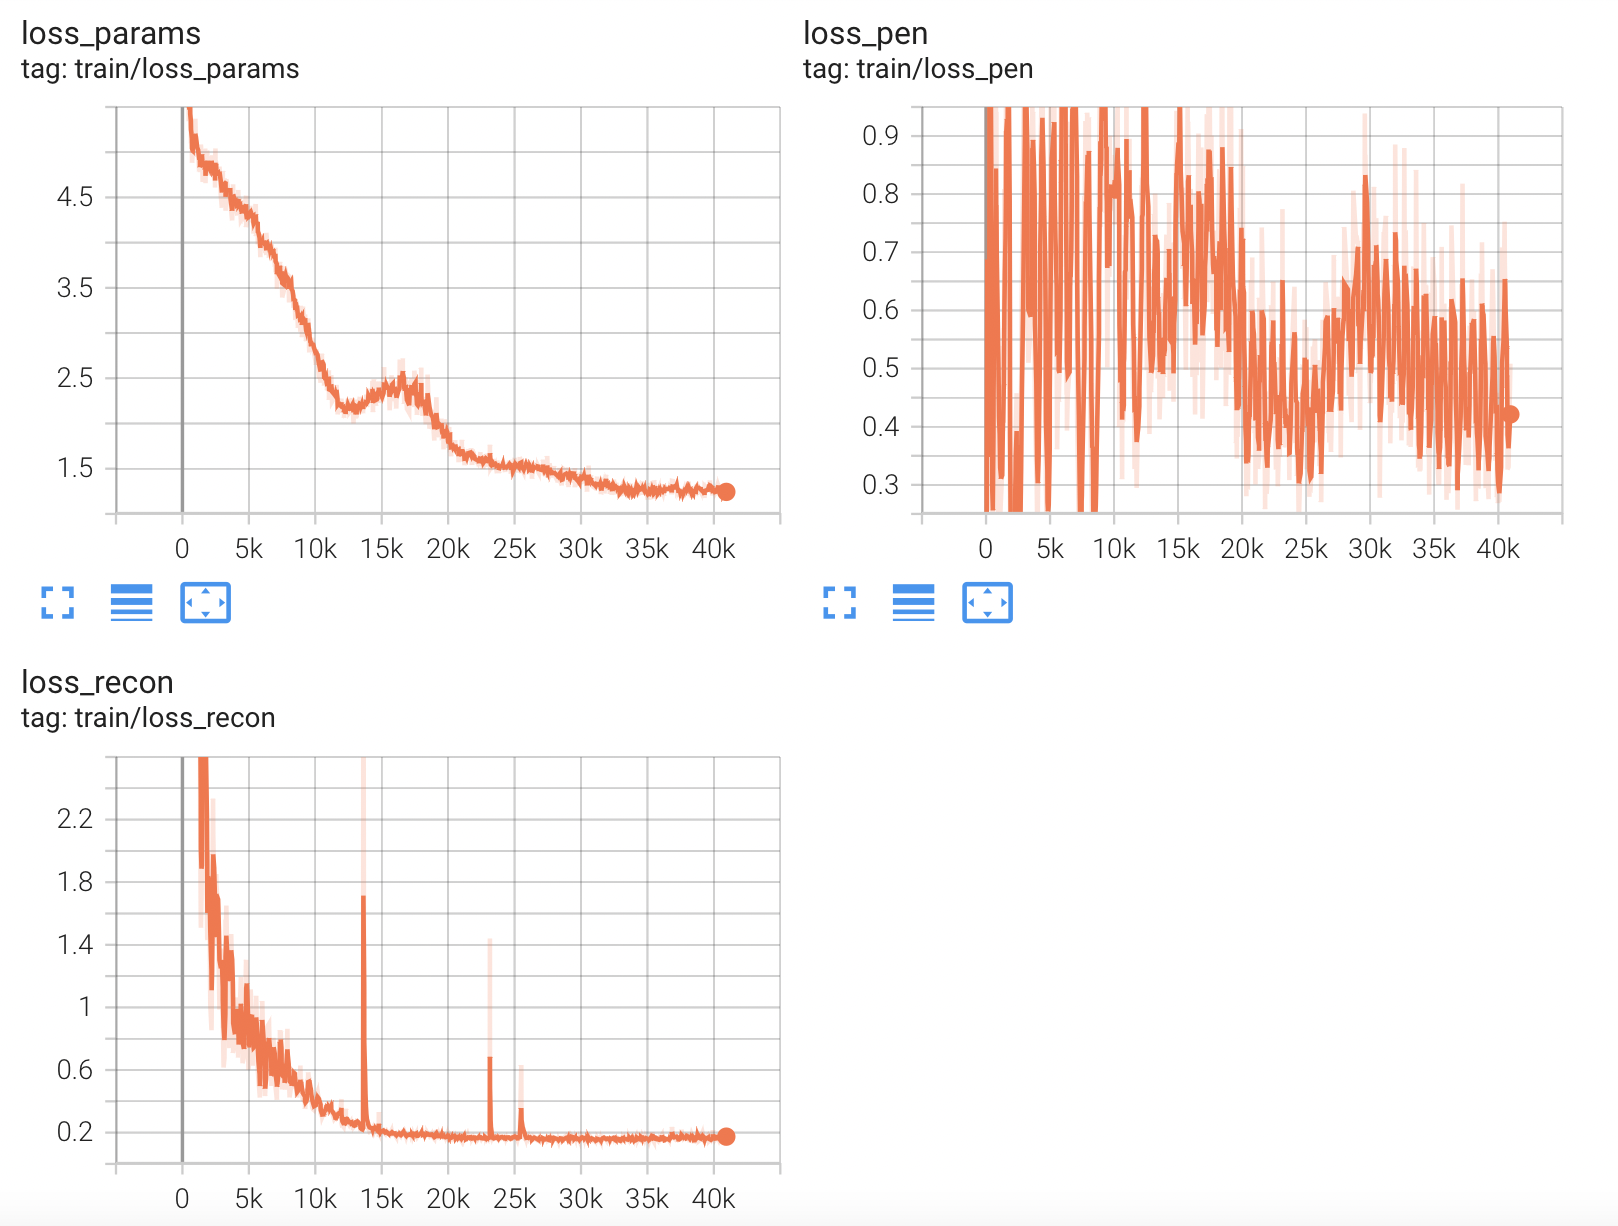 loss_params
tag: train/loss_params
4.5
3.5
2.5
1.5
0 5k 10k 15k 20k 25k 30k 35k 40k
loss_pen
tag: train/loss_pen
0.9
0.8
0.7
0.6
0.5
0.4
0.3
0 5k 10k 15k 20k 25k 30k 35k 40k
loss_recon
tag: train/loss_recon
2.2
1.8
1.4
1
0.6
0.2
0 5k 10k 15k 20k 25k 30k 35k 40k